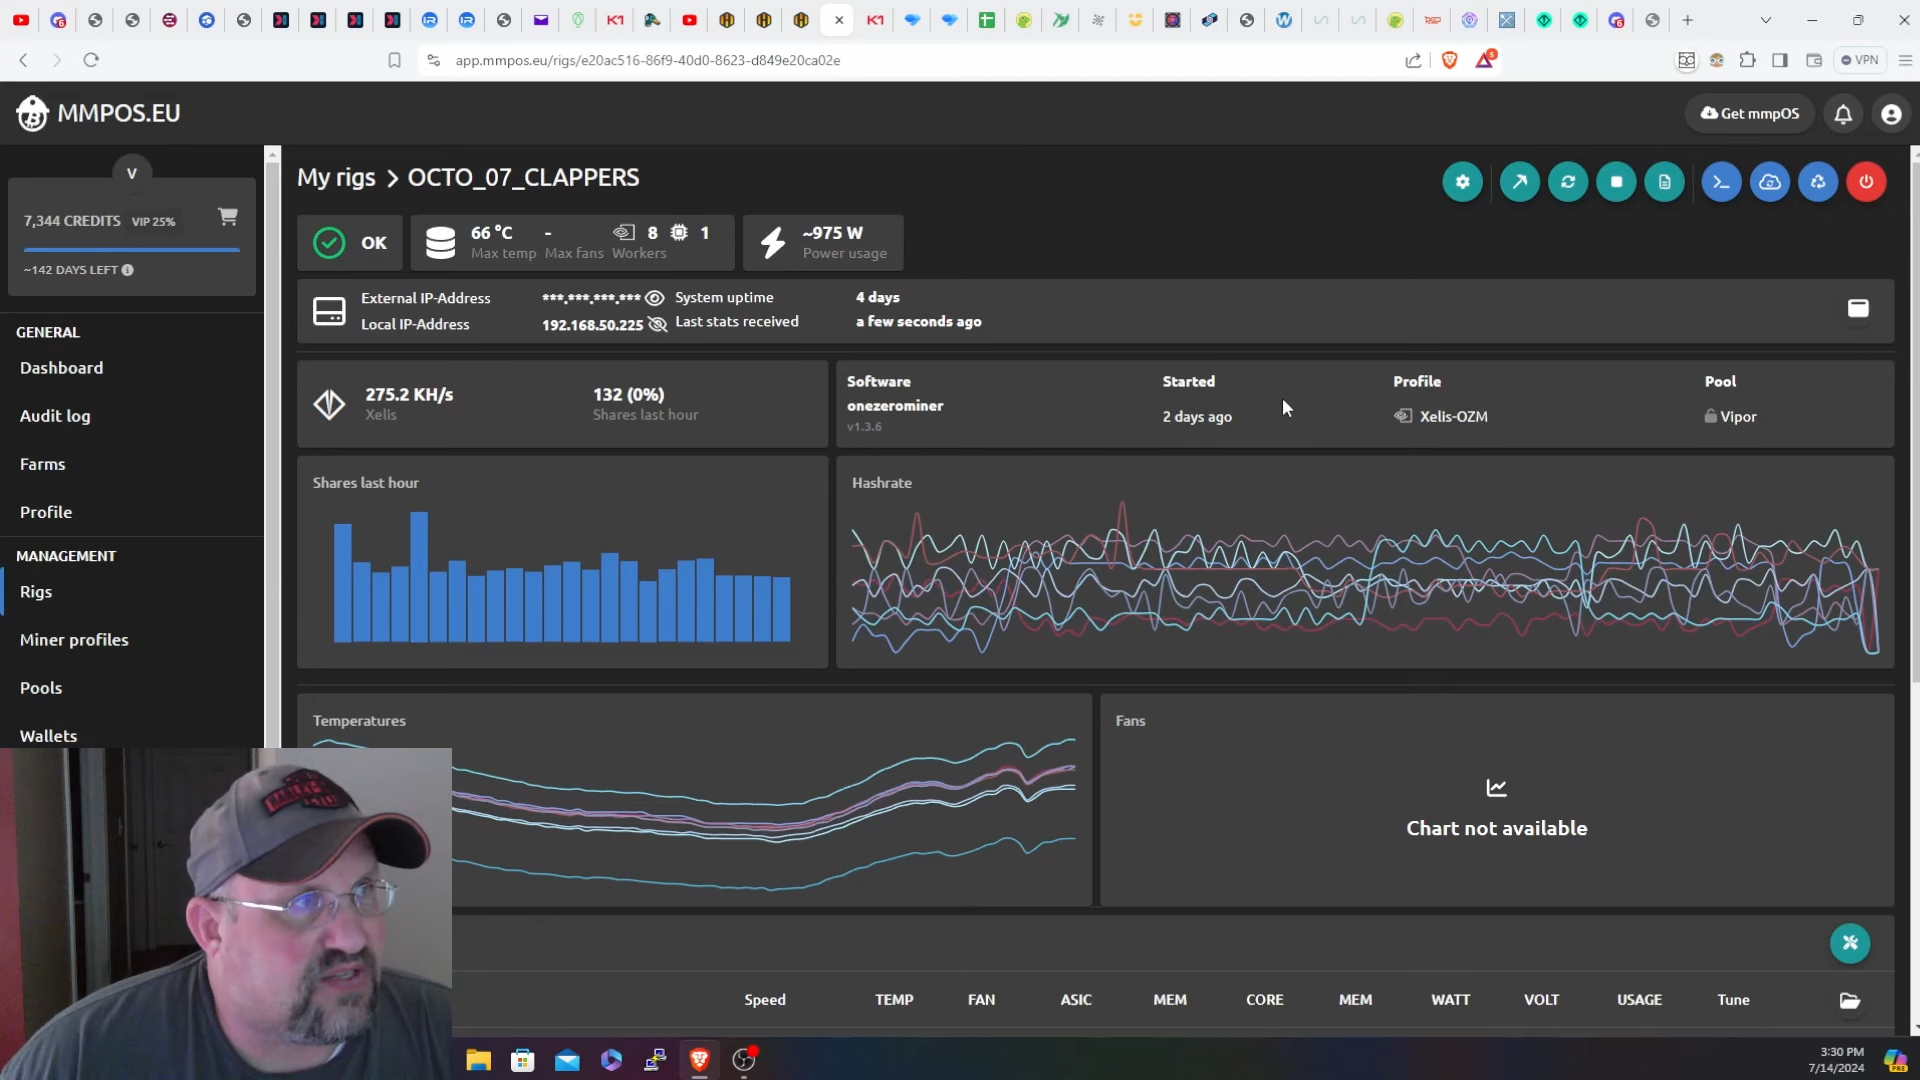 app.mmpos.eu/rigs/e20ac516-86f9-40d0-8623-d849e20ca02e
VPN
MMPOS.EU
Get mmpOS
V
7,344 CREDITS VIP 25%
~142 DAYS LEFT
GENERAL
Dashboard
Audit log
Farms
Profile
MANAGEMENT
Rigs
Miner profiles
Pools
Wallets
My rigs > OCTO_07_CLAPPERS
OK
66 °C - 8 1
Max temp Max fans Workers
~975 W
Power usage
External IP-Address ***.***.***.*** System uptime 4 days
Local IP-Address 192.168.50.225 Last stats received a few seconds ago
275.2 KH/s 132 (0%)
Xelis Shares last hour
Software Started Profile Pool
onezerominer 2 days ago Xelis-OZM Vipor
v1.3.6
Shares last hour
Hashrate
Temperatures
Fans
Chart not available
Speed TEMP FAN ASIC MEM CORE MEM WATT VOLT USAGE Tune
3:30 PM
7/14/2024